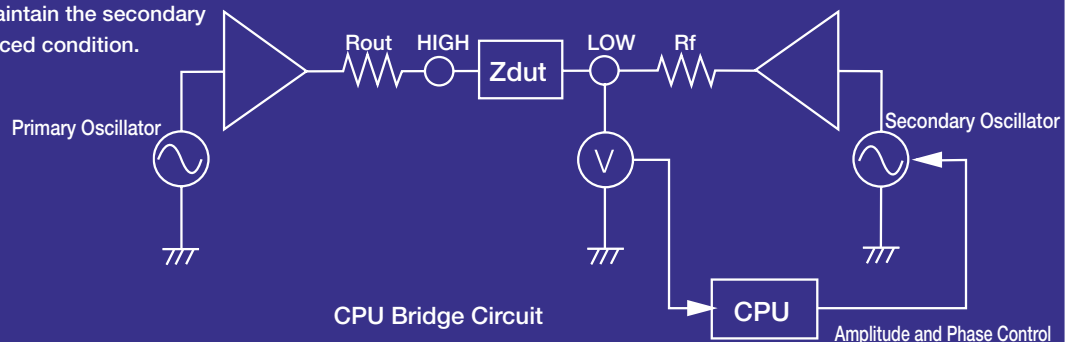 aintain the secondary
ced condition.
Rout HIGH LOW Rf
Zdut
Primary Oscillator
Secondary Oscillator
V
CPU Bridge Circuit
CPU
Amplitude and Phase Control